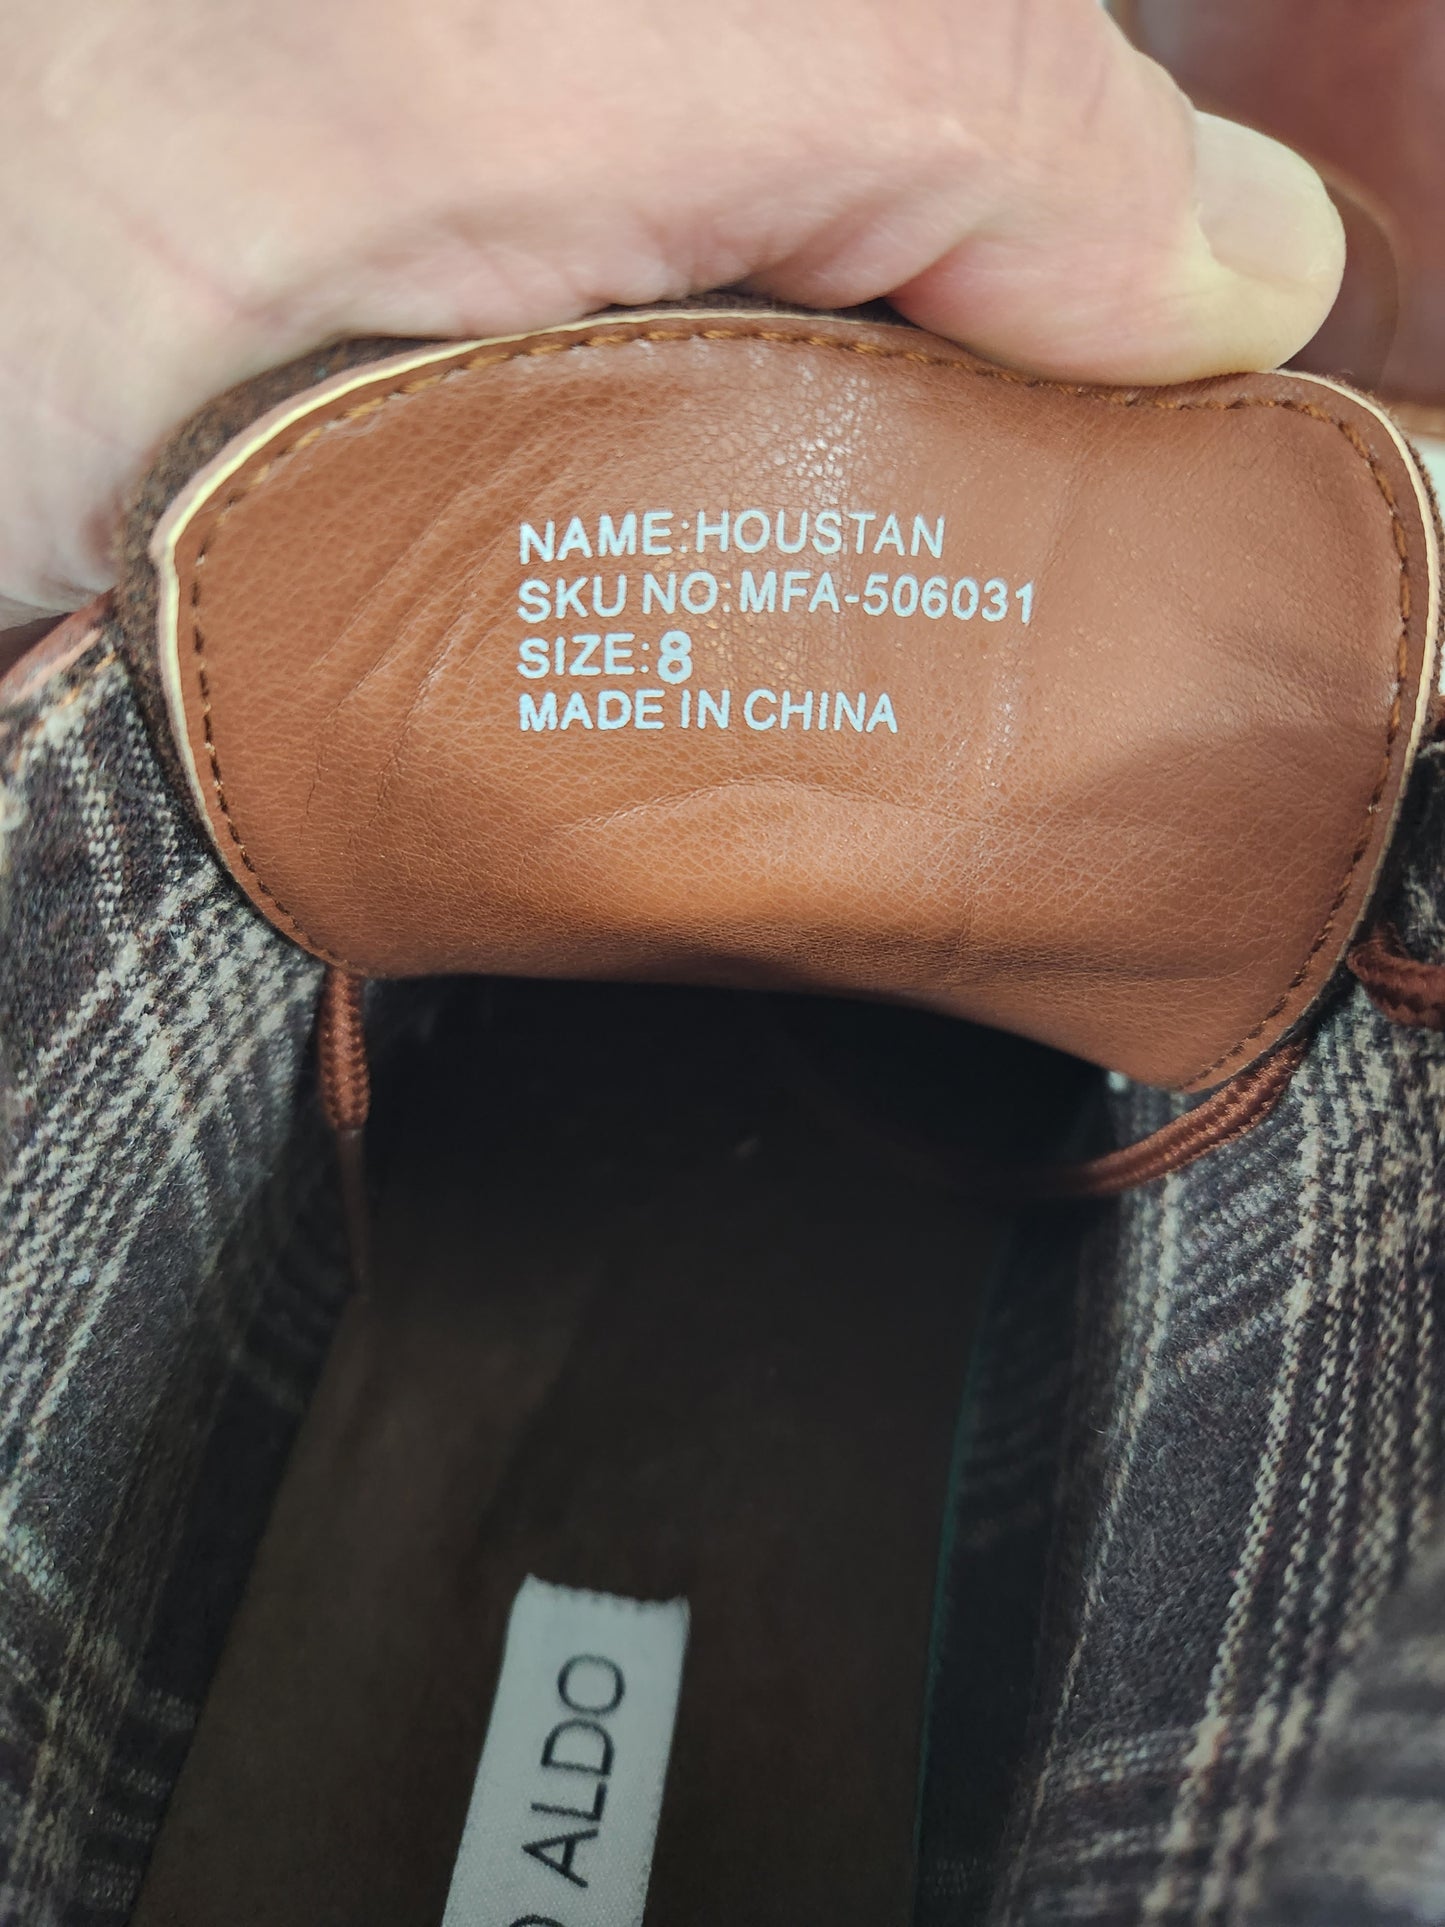 NAME:HOUSTAN
SKU NO:MFA-506031
SIZE:8
MADE IN CHINA
ALDO